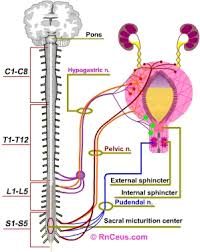 Pons
C1-C8
Hypogastric n.
T1-T12
Pelvic n.
L1-L5
External sphincter
Internal sphincter
Pudendal n.
S1-S5
Sacral micturition center
© RnCeus.com